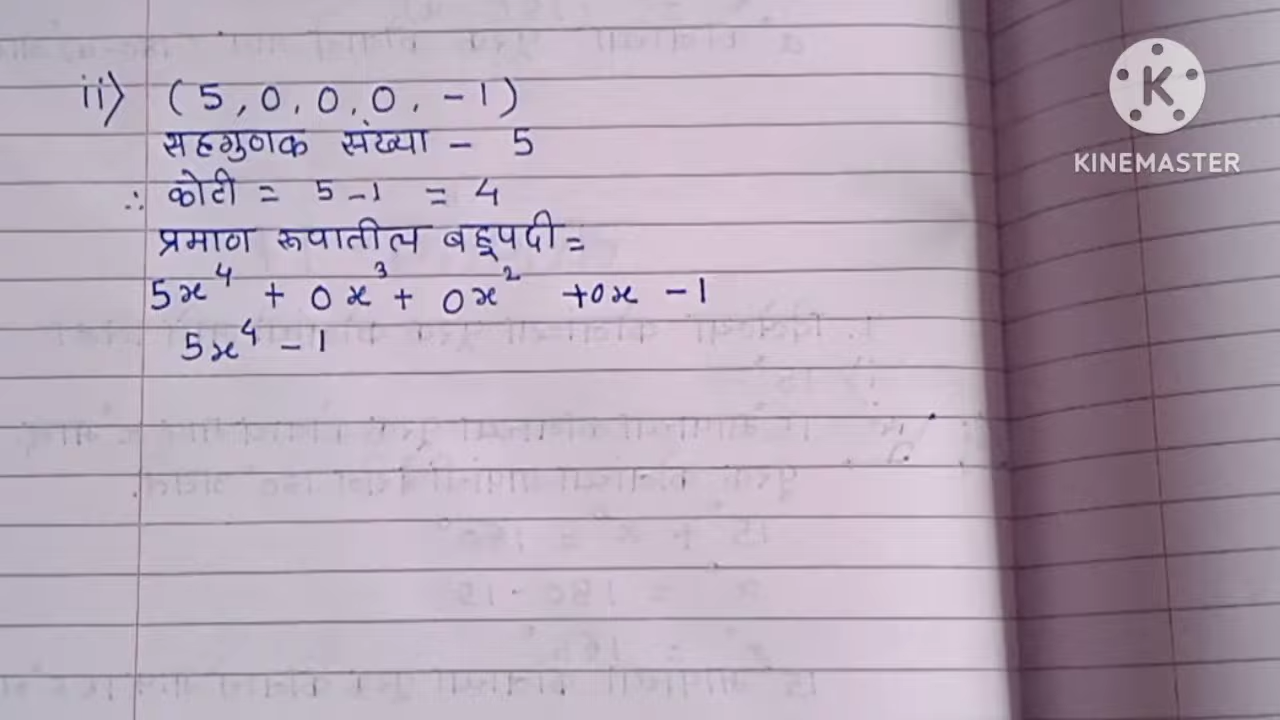 ii) (5, 0, 0, 0, -1)
सहगुणक संख्या - 5
∴ कोटी = 5-1 = 4
प्रमाण रूपातील बहूपदी =
5x⁴ + 0x³ + 0x² +0x - 1
5x⁴ - 1
K
KINEMASTER